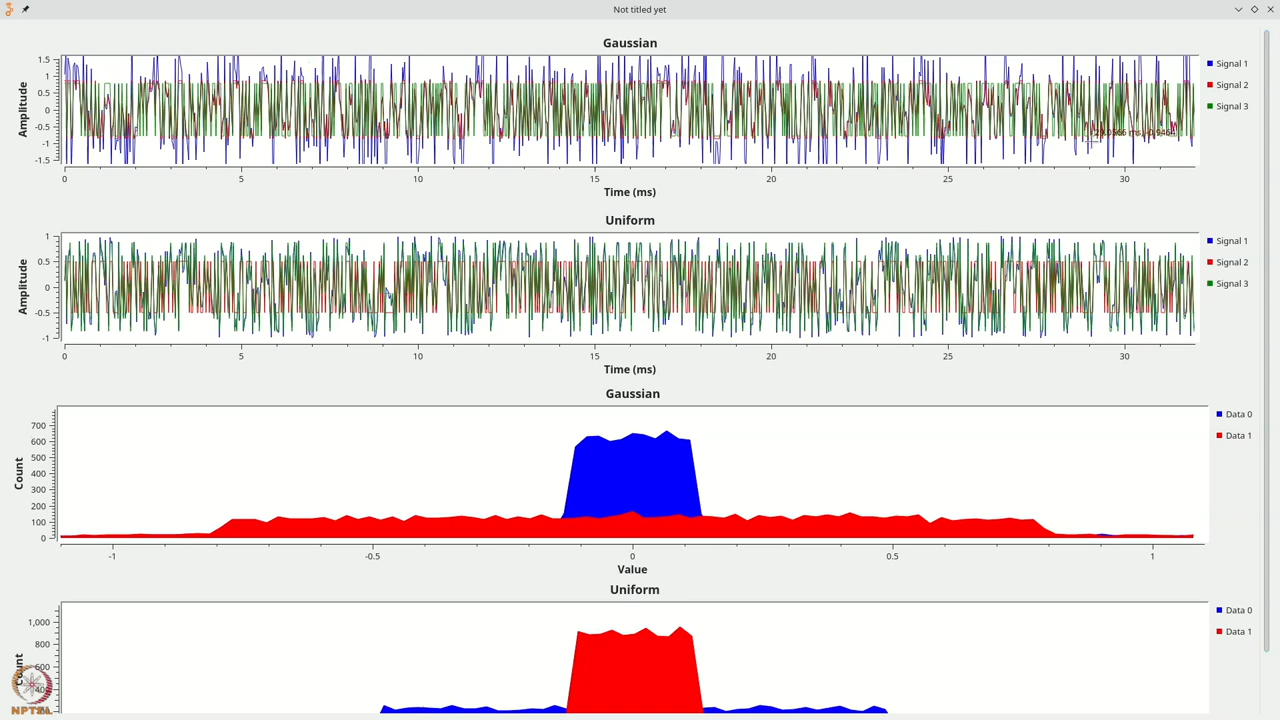 Not titled yet
Gaussian
Amplitude
1.5
1
0.5
0
-0.5
-1
-1.5
Signal 1
Signal 2
Signal 3
0 5 10 15 20 25 30
Time (ms)
Uniform
Amplitude
1
0.5
0
-0.5
-1
Signal 1
Signal 2
Signal 3
0 5 10 15 20 25 30
Time (ms)
Gaussian
Count
700
600
500
400
300
200
100
0
Data 0
Data 1
-1 -0.5 0 0.5 1
Value
Uniform
Count
1,000
800
600
Data 0
Data 1
NPTEL